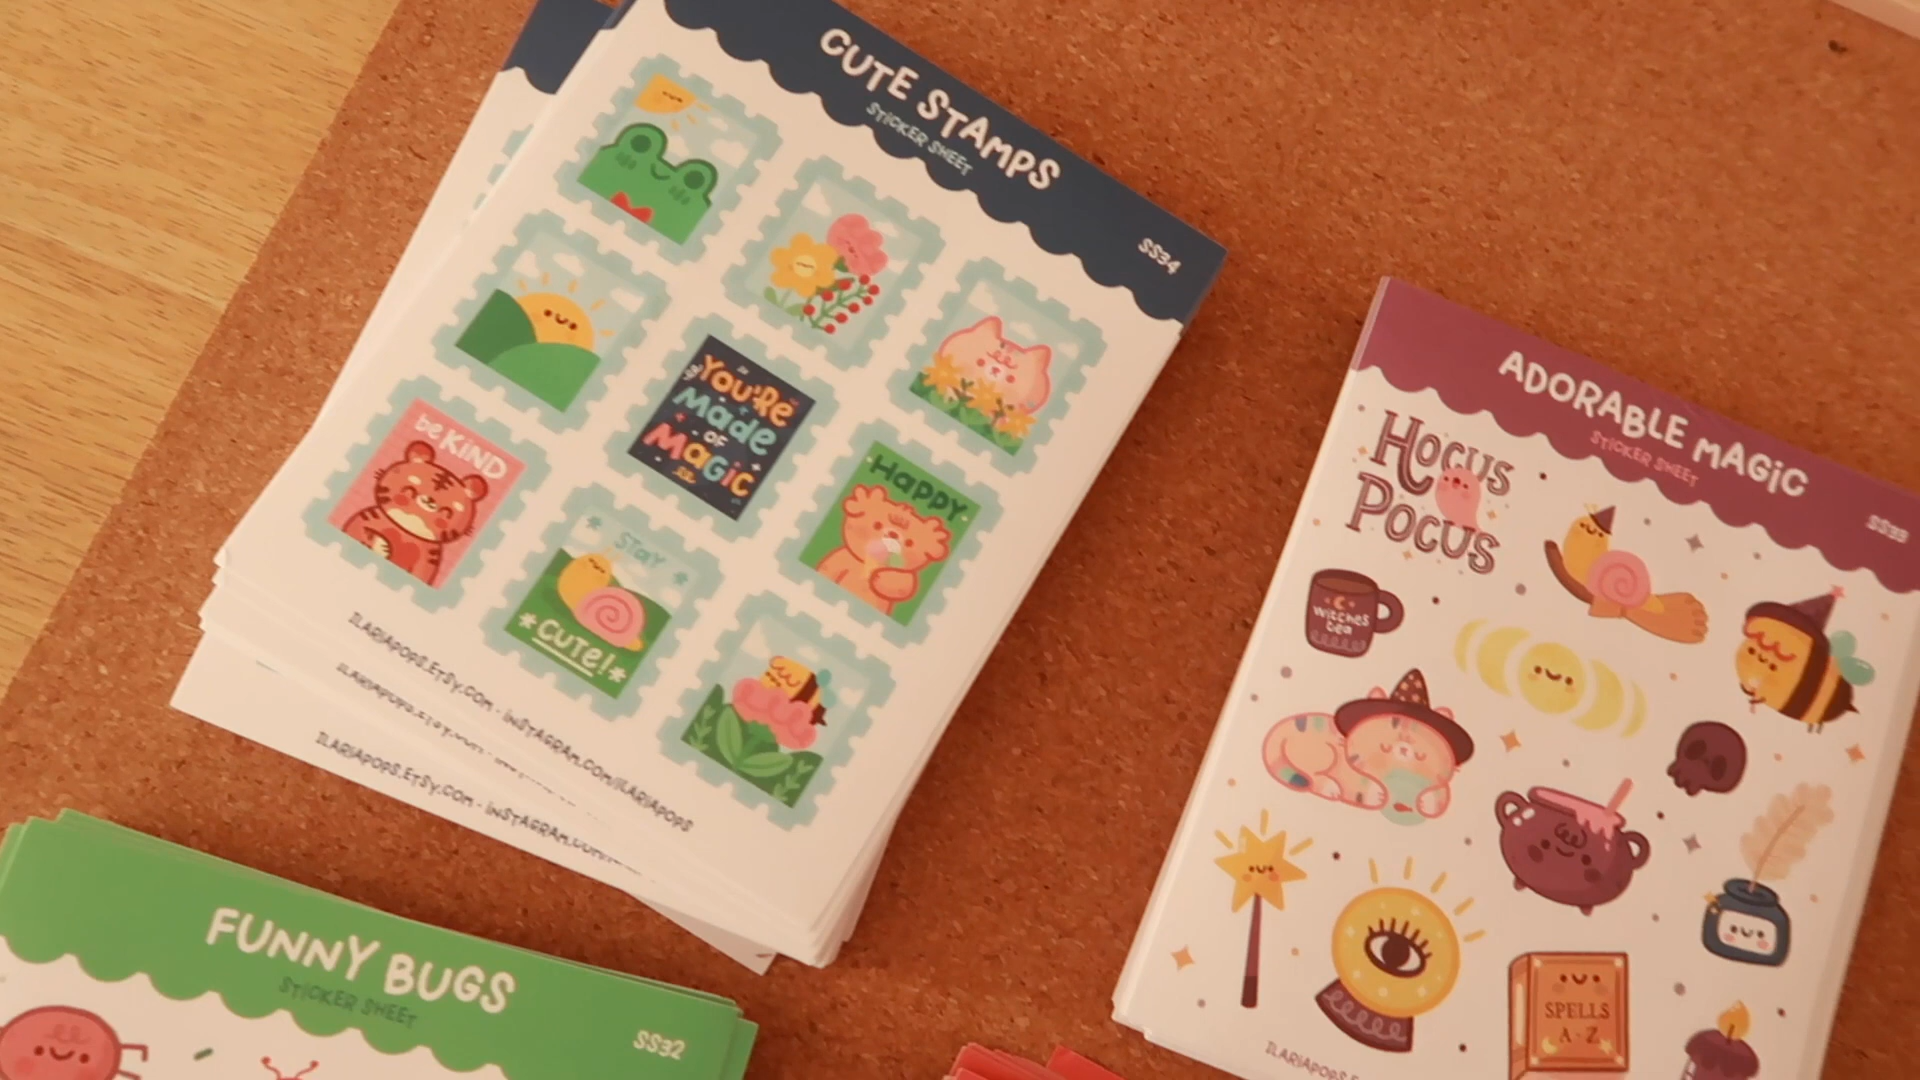 CUTE STAMPS
STICKER SHEET
SS34
be KIND
YOU'RE
MaDe
OF
MaGiC
HaPPY
STaY
CUTE!
ILARIAPOPS.ETSY.COM - INSTAGRAM.COM/ILARIAPOPS
ILARIAPOPS.ETSY.COM - INSTAGRAM.COM/
ADORABLE MAGIC
STICKER SHEET
HOCUS
POCUS
witches
tea
SPELLS
A-Z
ILARIAPOPS.E
FUNNY BUGS
STICKER SHEET
SS32